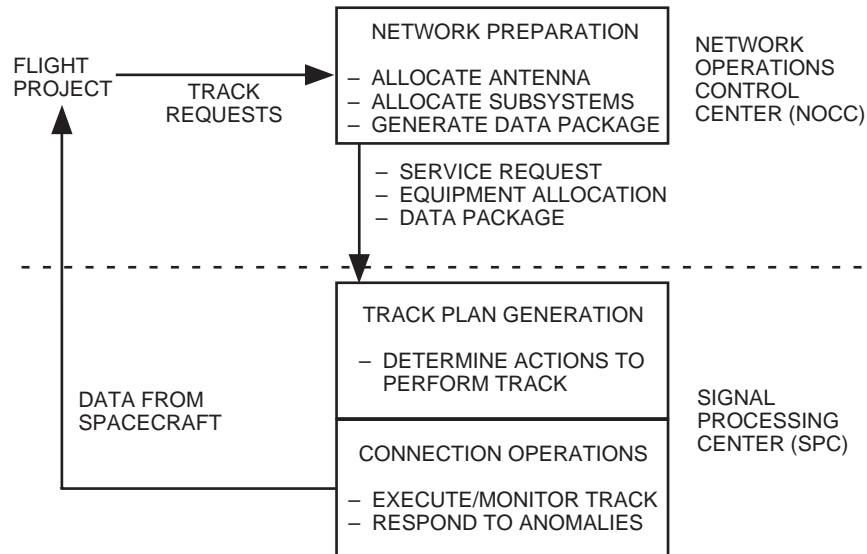 FLIGHT
PROJECT
TRACK
REQUESTS
NETWORK PREPARATION
– ALLOCATE ANTENNA
– ALLOCATE SUBSYSTEMS
– GENERATE DATA PACKAGE
NETWORK
OPERATIONS
CONTROL
CENTER (NOCC)
– SERVICE REQUEST
– EQUIPMENT ALLOCATION
– DATA PACKAGE
TRACK PLAN GENERATION
– DETERMINE ACTIONS TO
PERFORM TRACK
DATA FROM
SPACECRAFT
SIGNAL
PROCESSING
CENTER (SPC)
CONNECTION OPERATIONS
– EXECUTE/MONITOR TRACK
– RESPOND TO ANOMALIES